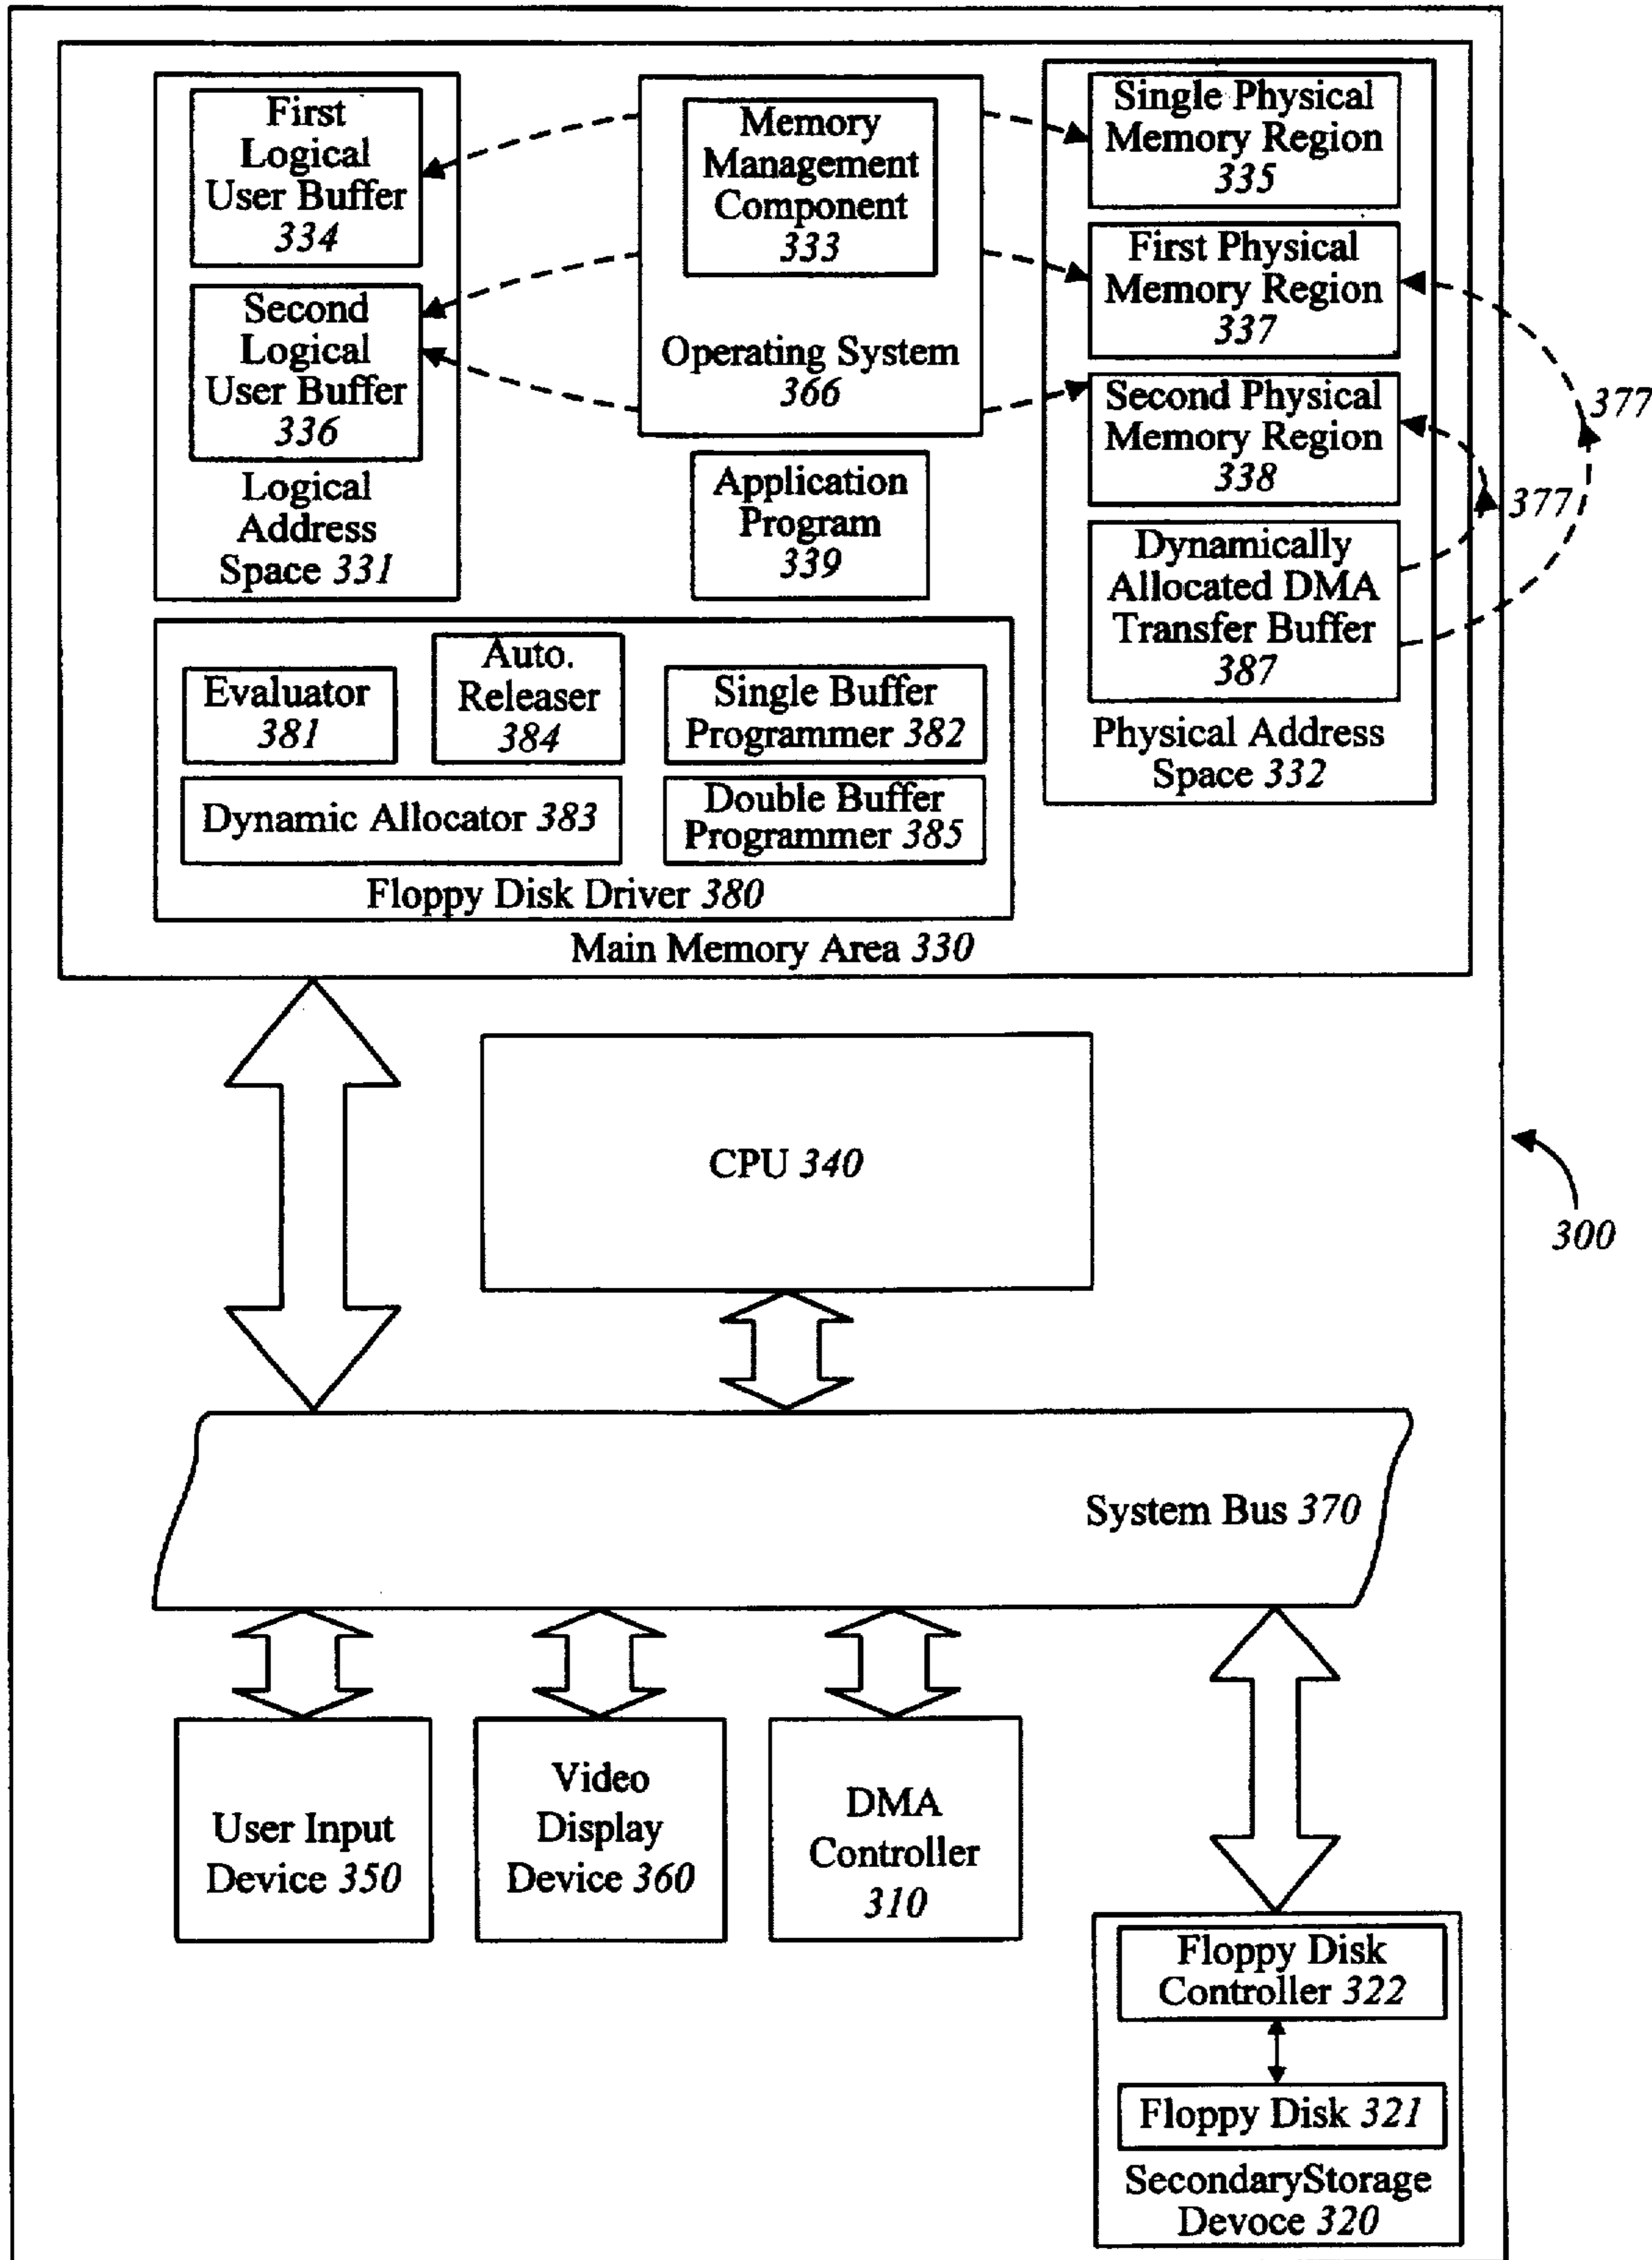 First
Logical
User Buffer
334
Second
Logical
User Buffer
336
Logical
Address
Space 331
Memory
Management
Component
333
Operating System
366
Application
Program
339
Single Physical
Memory Region
335
First Physical
Memory Region
337
Second Physical
Memory Region
338
Dynamically
Allocated DMA
Transfer Buffer
387
Physical Address
Space 332
377
377
Evaluator
381
Auto.
Releaser
384
Single Buffer
Programmer 382
Dynamic Allocator 383
Double Buffer
Programmer 385
Floppy Disk Driver 380
Main Memory Area 330
CPU 340
300
System Bus 370
User Input
Device 350
Video
Display
Device 360
DMA
Controller
310
Floppy Disk
Controller 322
Floppy Disk 321
SecondaryStorage
Devoce 320